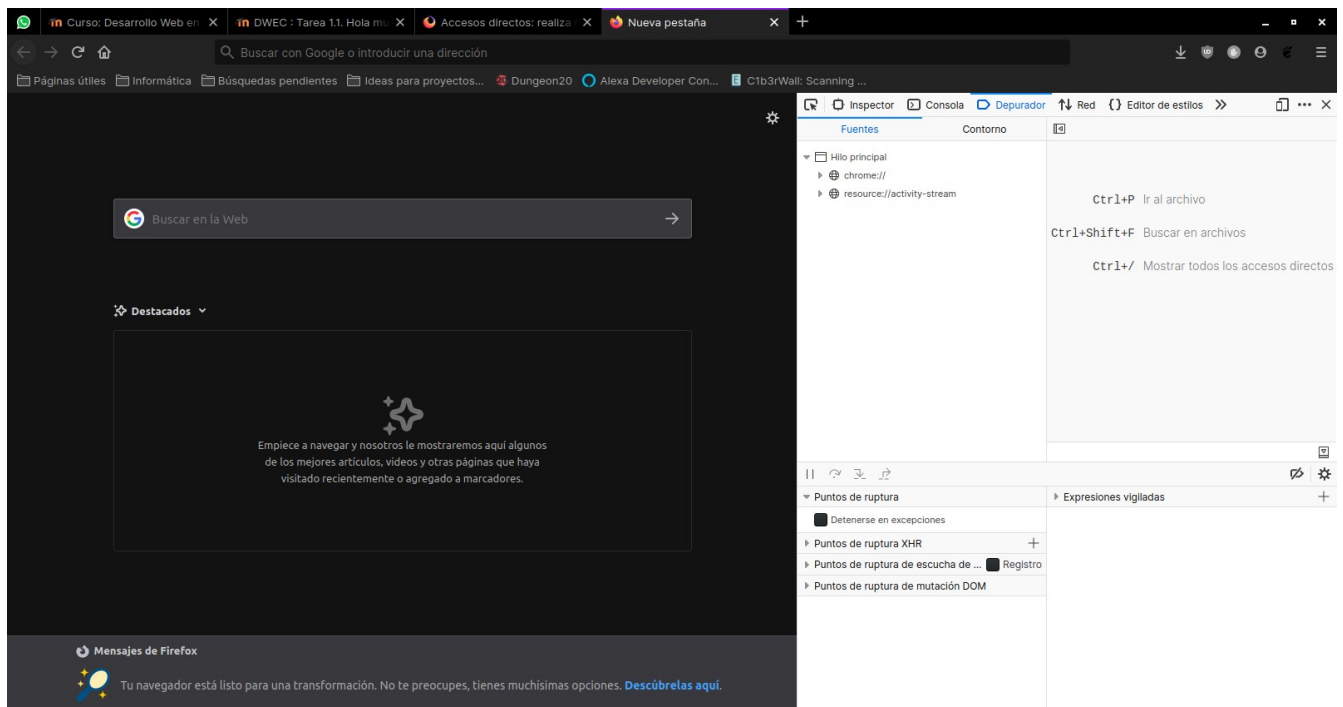 Curso: Desarrollo Web en
DWEC : Tarea 1.1. Hola mu
Accesos directos: realiza
Nueva pestaña
Buscar con Google o introducir una dirección
Páginas útiles Informática Búsquedas pendientes Ideas para proyectos... Dungeon20 Alexa Developer Con... C1b3rWall: Scanning ...
Inspector Consola Depurador Red {} Editor de estilos
Fuentes Contorno
Hilo principal
chrome://
resource://activity-stream
Ctrl+P Ir al archivo
Ctrl+Shift+F Buscar en archivos
Ctrl+/ Mostrar todos los accesos directos
Buscar en la Web
Destacados
Empiece a navegar y nosotros le mostraremos aquí algunos
de los mejores artículos, videos y otras páginas que haya
visitado recientemente o agregado a marcadores.
Puntos de ruptura
Detenerse en excepciones
Puntos de ruptura XHR
Puntos de ruptura de escucha de ... Registro
Puntos de ruptura de mutación DOM
Expresiones vigiladas
Mensajes de Firefox
Tu navegador está listo para una transformación. No te preocupes, tienes muchísimas opciones. Descúbrelas aquí.